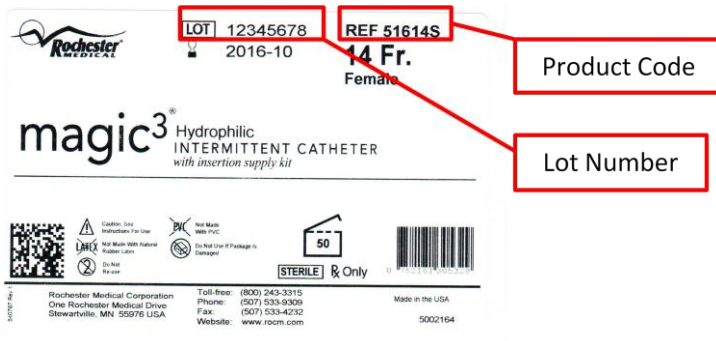 Rochester
MEDICAL
LOT 12345678
2016-10
REF 51614S
14 Fr.
Female
Product Code
Lot Number
magic3®
Hydrophilic
INTERMITTENT CATHETER
with insertion supply kit
Caution, See
Instructions For Use
LATEX
Not Made With Natural
Rubber Latex
2
Do Not
Re-use
PVC
Not Made
With PVC
Do Not Use If Package Is
Damaged
50
STERILE
Rx Only
Rochester Medical Corporation
One Rochester Medical Drive
Stewartville, MN 55976 USA
Toll-free: (800) 243-3315
Phone: (507) 533-9309
Fax: (507) 533-4232
Website: www.rocm.com
Made in the USA
5002164